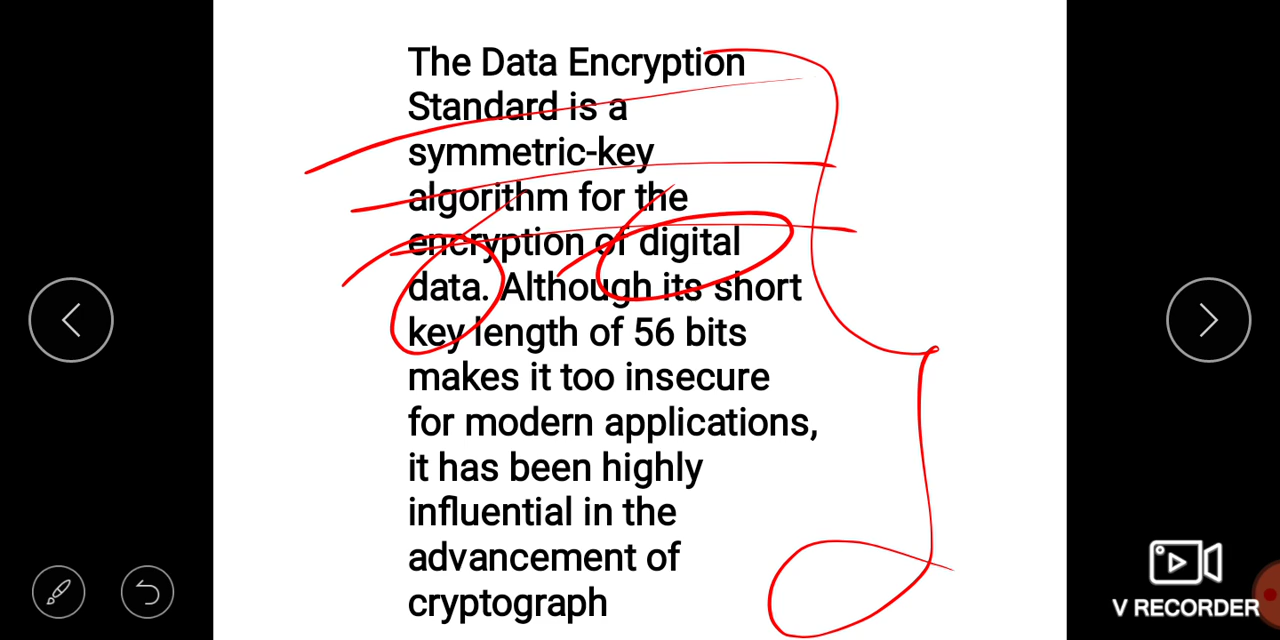 The Data Encryption
Standard is a
symmetric-key
algorithm for the
encryption of digital
data. Although its short
key length of 56 bits
makes it too insecure
for modern applications,
it has been highly
influential in the
advancement of
cryptograph
V RECORDER